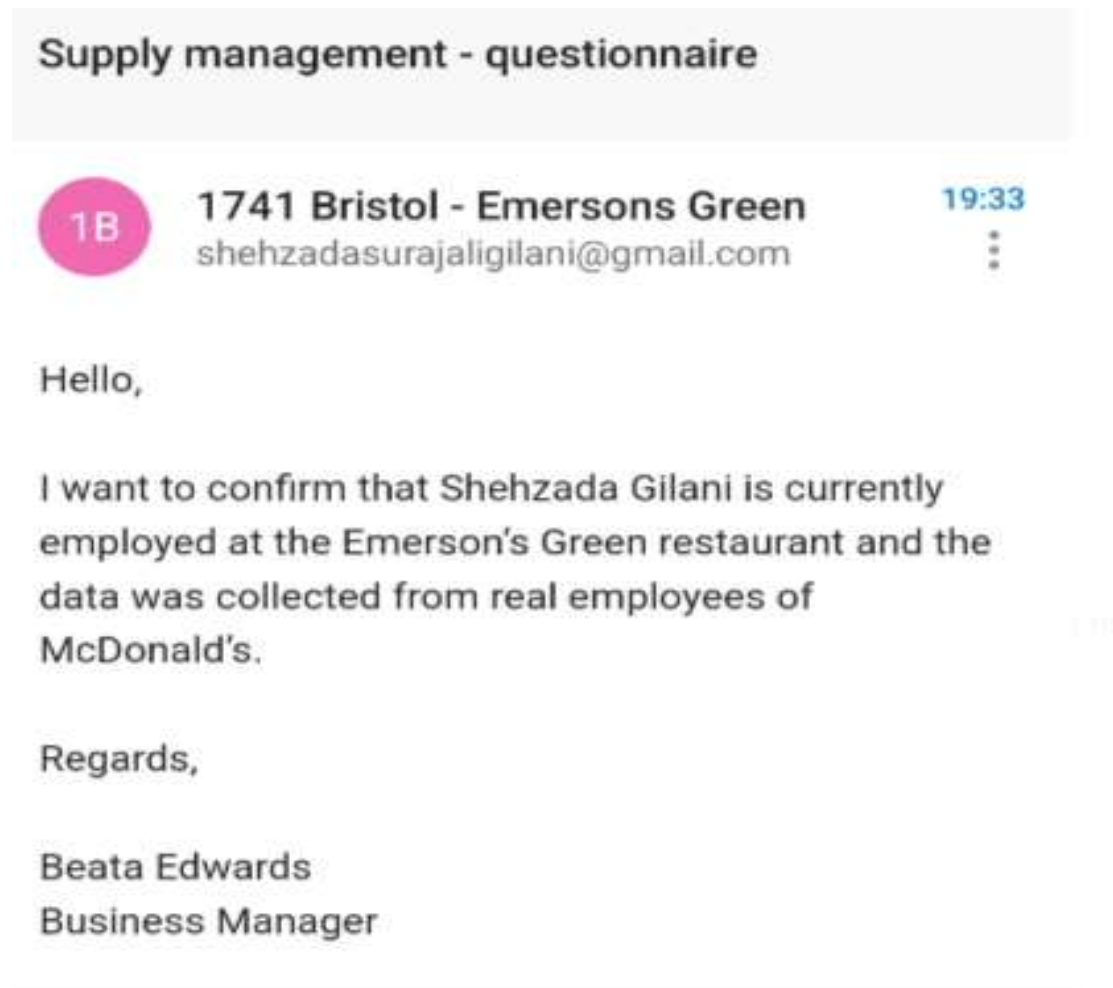 Supply management - questionnaire
1B
1741 Bristol - Emersons Green
19:33
shehzadasurajaligilani@gmail.com
Hello,
I want to confirm that Shehzada Gilani is currently
employed at the Emerson's Green restaurant and the
data was collected from real employees of
McDonald's.
Regards,
Beata Edwards
Business Manager